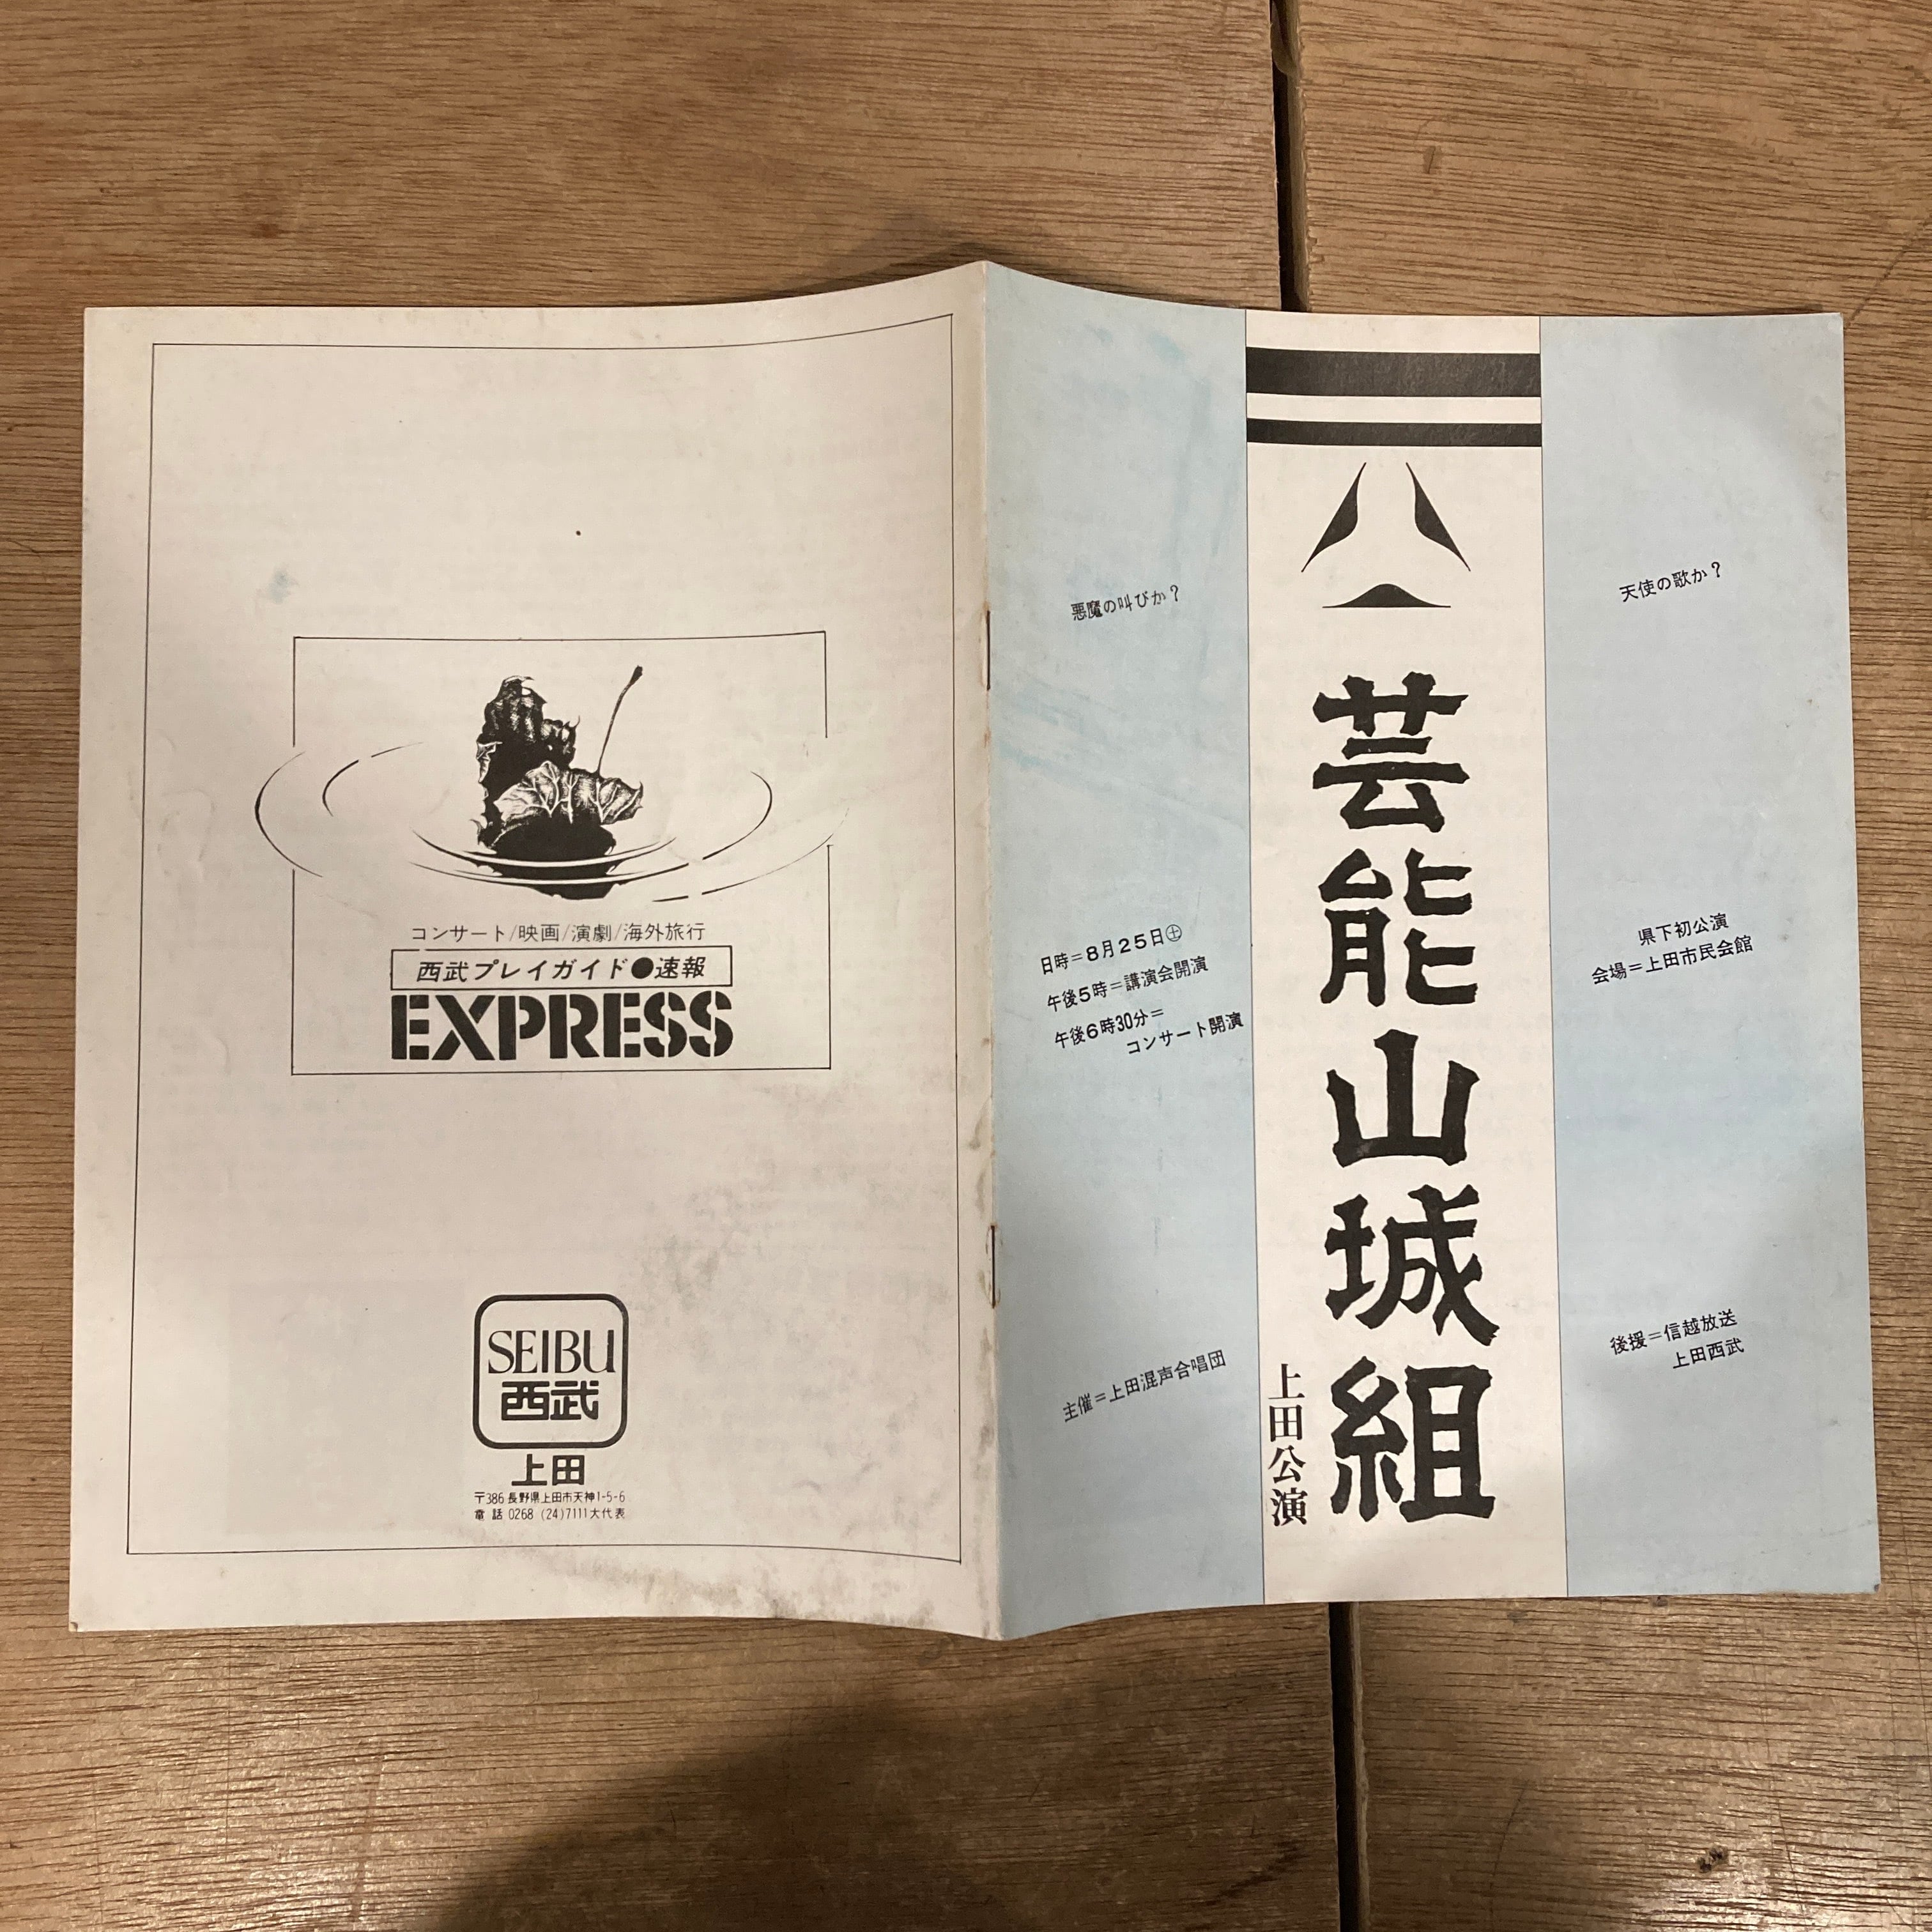 コンサート/映画/演劇/海外旅行
西武プレイガイド●速報
EXPRESS
SEIBU
西武
上田
〒386 長野県上田市天神1-5-6
電話 0268 (24)7111大代表
天使の歌か?
県下初公演
会場=上田市民会館
後援=信越放送
上田西武
芸能山城組
上田公演
悪魔の叫びか?
日時=8月25日㊏
午後5時=講演会開演
午後6時30分=
コンサート開演
主催=上田混声合唱団